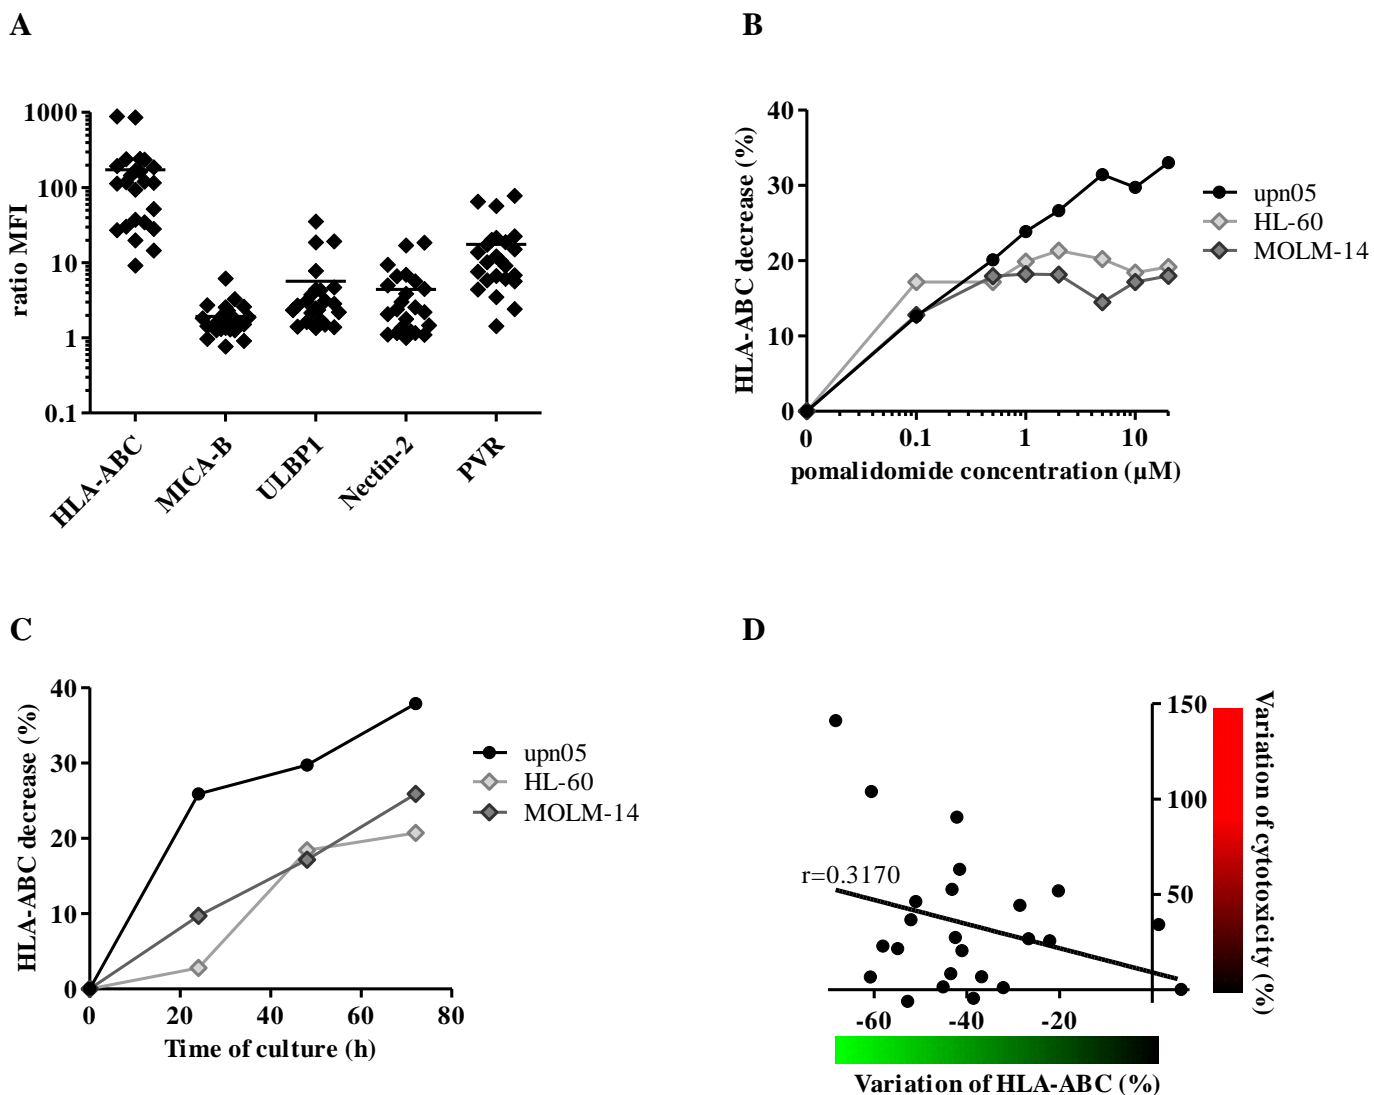 A
1000
100
10
1
0.1
ratio MFI
HLA-ABC
MICA-B
ULBP1
Nectin-2
PVR
B
40
30
20
10
0
HLA-ABC decrease (%)
0
0.1
1
10
pomalidomide concentration (µM)
upn05
HL-60
MOLM-14
C
40
30
20
10
0
HLA-ABC decrease (%)
0
20
40
60
80
Time of culture (h)
upn05
HL-60
MOLM-14
D
150
100
50
Variation of cytotoxicity (%)
r=0.3170
-60
-40
-20
Variation of HLA-ABC (%)